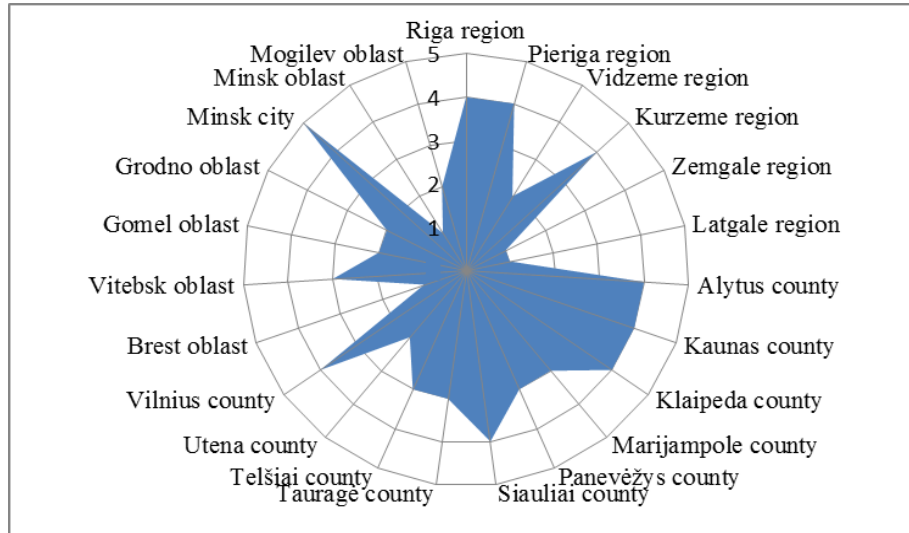 Riga region
Pieriga region
Vidzeme region
Kurzeme region
Zemgale region
Latgale region
Alytus county
Kaunas county
Klaipeda county
Marijampole county
Panevėžys county
Siauliai county
Tauragė county
Telšiai county
Utena county
Vilnius county
Brest oblast
Vitebsk oblast
Gomel oblast
Grodno oblast
Minsk city
Minsk oblast
Mogilev oblast
5
4
3
2
1